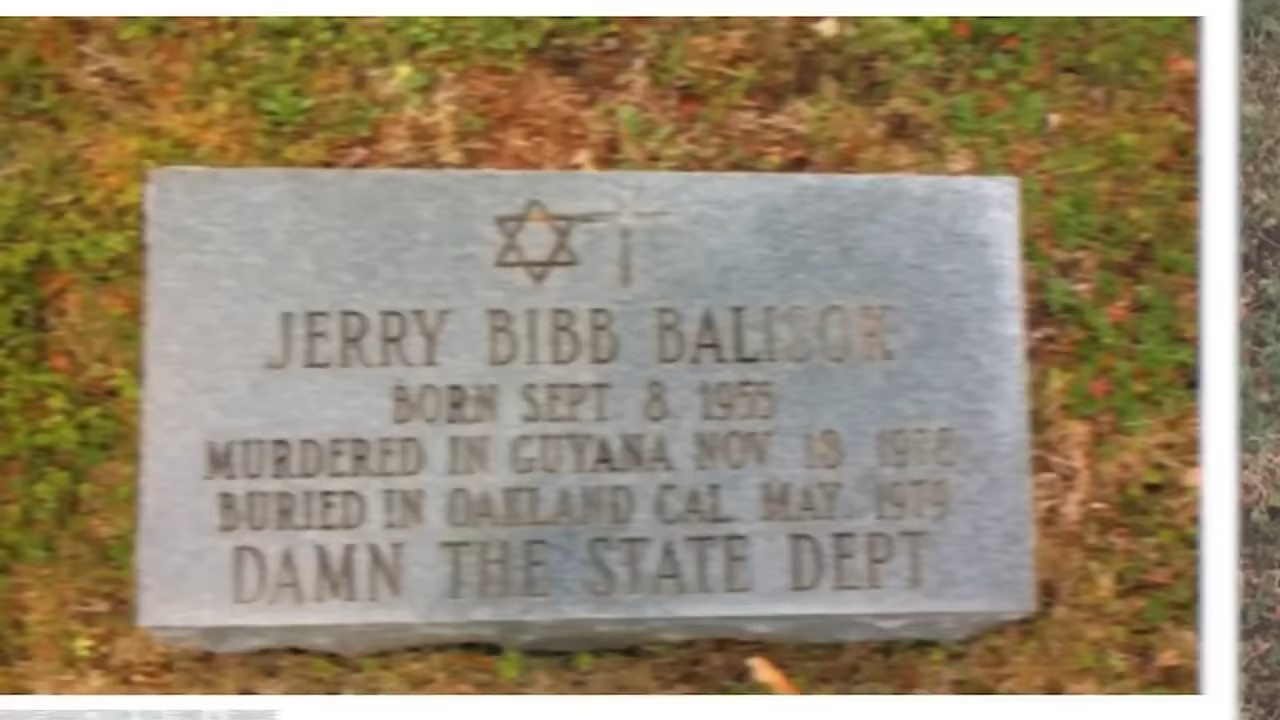 JERRY BIBB BALISOK
BORN SEPT 8 1955
MURDERED IN GUYANA NOV 18 1978
BURIED IN OAKLAND CAL MAY 1979
DAMN THE STATE DEPT